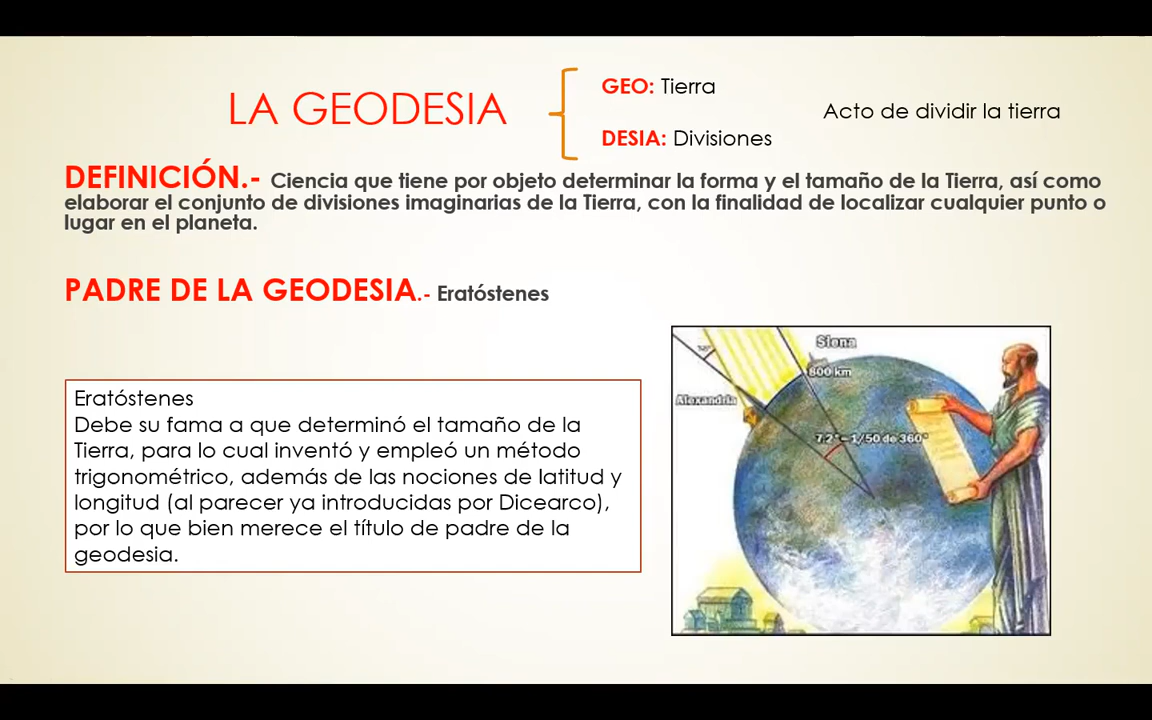 LA GEODESIA
GEO: Tierra
DESIA: Divisiones
Acto de dividir la tierra
DEFINICIÓN.- Ciencia que tiene por objeto determinar la forma y el tamaño de la Tierra, así como
elaborar el conjunto de divisiones imaginarias de la Tierra, con la finalidad de localizar cualquier punto o
lugar en el planeta.
PADRE DE LA GEODESIA.- Eratóstenes
Eratóstenes
Debe su fama a que determinó el tamaño de la
Tierra, para lo cual inventó y empleó un método
trigonométrico, además de las nociones de latitud y
longitud (al parecer ya introducidas por Dicearco),
por lo que bien merece el título de padre de la
geodesia.
Siena
800 km
Alexandria
7.2°–1/50 de 360°